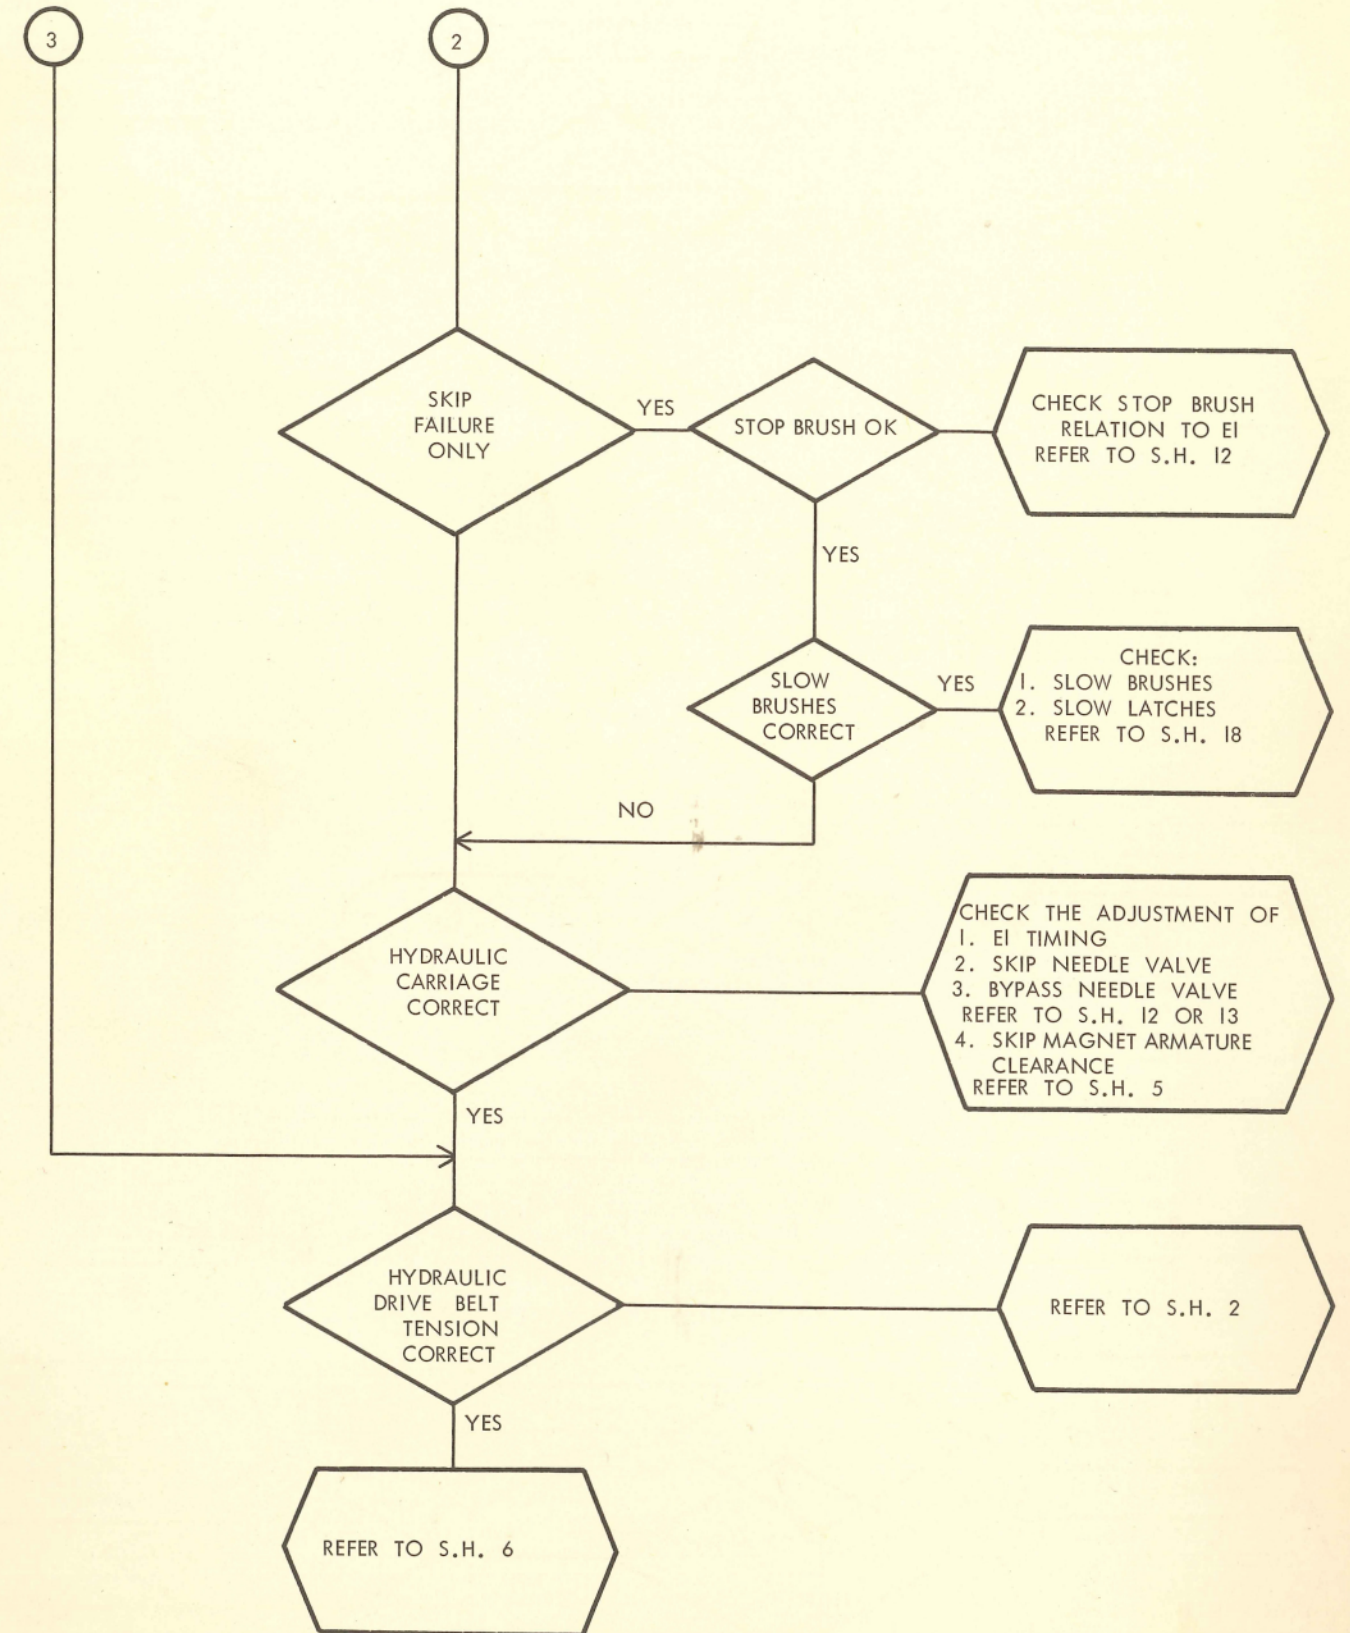 3
2
SKIP
FAILURE
ONLY
YES
STOP BRUSH OK
CHECK STOP BRUSH
RELATION TO EI
REFER TO S.H. 12
YES
SLOW
BRUSHES
CORRECT
YES
CHECK:
1. SLOW BRUSHES
2. SLOW LATCHES
REFER TO S.H. 18
NO
HYDRAULIC
CARRIAGE
CORRECT
CHECK THE ADJUSTMENT OF
1. EI TIMING
2. SKIP NEEDLE VALVE
3. BYPASS NEEDLE VALVE
REFER TO S.H. 12 OR 13
4. SKIP MAGNET ARMATURE
CLEARANCE
REFER TO S.H. 5
YES
HYDRAULIC
DRIVE BELT
TENSION
CORRECT
REFER TO S.H. 2
YES
REFER TO S.H. 6